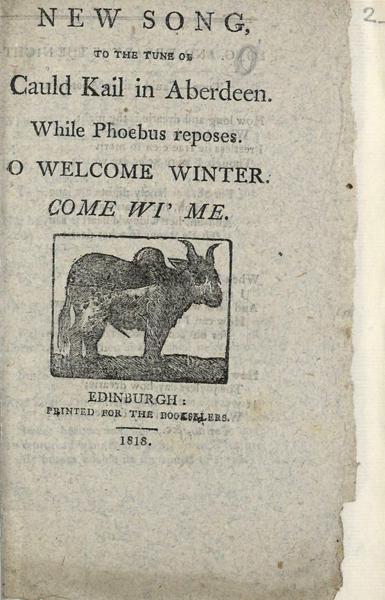 2
NEW SONG,
TO THE TUNE OF
Cauld Kail in Aberdeen.
While Phoebus reposes.
O WELCOME WINTER.
COME WI' ME.
EDINBURGH:
PRINTED FOR THE BOOKSELLERS.
1818.